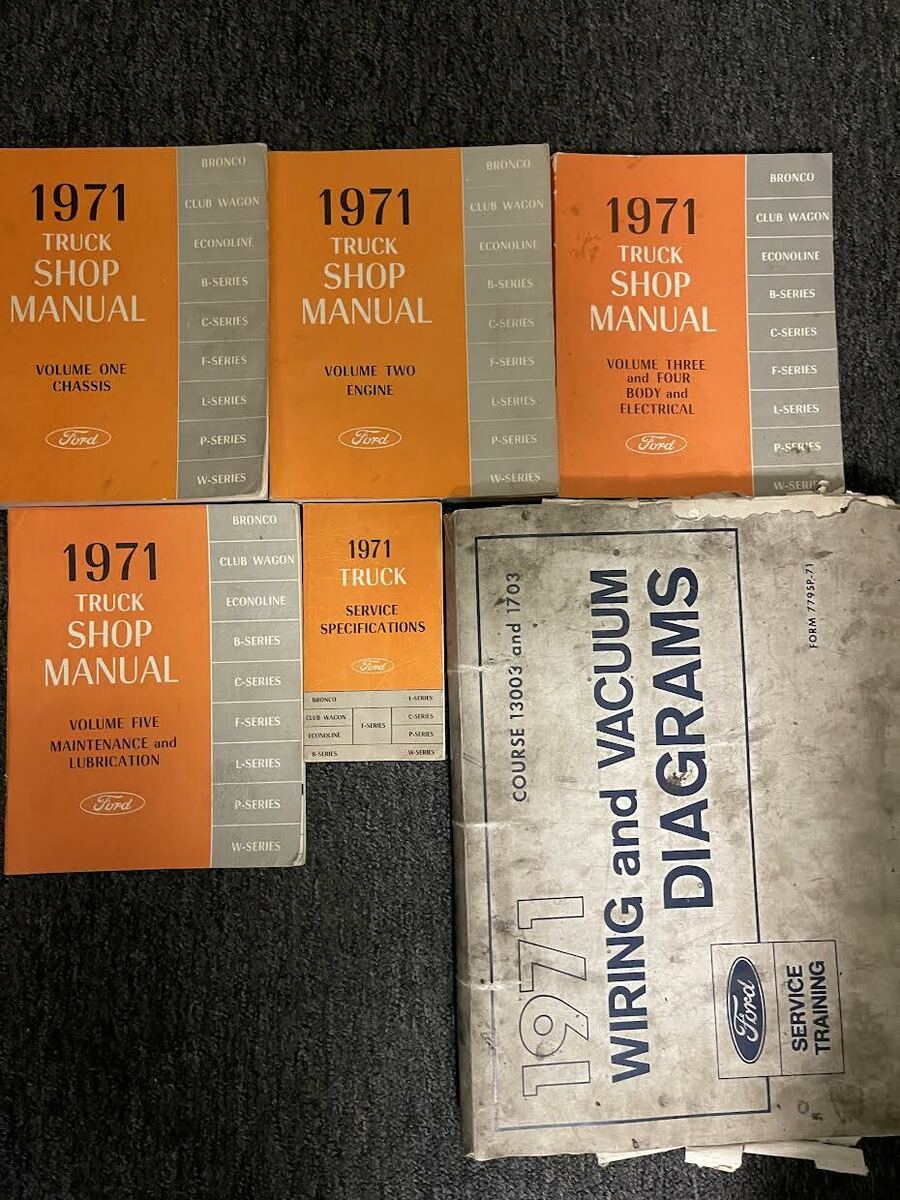 1971
TRUCK
SHOP
MANUAL
VOLUME ONE
CHASSIS
Ford
BRONCO
CLUB WAGON
ECONOLINE
B-SERIES
C-SERIES
F-SERIES
L-SERIES
P-SERIES
W-SERIES
1971
TRUCK
SHOP
MANUAL
VOLUME TWO
ENGINE
Ford
BRONCO
CLUB WAGON
ECONOLINE
B-SERIES
C-SERIES
F-SERIES
L-SERIES
P-SERIES
W-SERIES
1971
TRUCK
SHOP
MANUAL
VOLUME THREE
and FOUR
BODY and
ELECTRICAL
Ford
BRONCO
CLUB WAGON
ECONOLINE
B-SERIES
C-SERIES
F-SERIES
L-SERIES
P-SERIES
W-SERIES
1971
TRUCK
SHOP
MANUAL
VOLUME FIVE
MAINTENANCE and
LUBRICATION
Ford
BRONCO
CLUB WAGON
ECONOLINE
B-SERIES
C-SERIES
F-SERIES
L-SERIES
P-SERIES
W-SERIES
1971
TRUCK
SERVICE
SPECIFICATIONS
Ford
BRONCO
CLUB WAGON
ECONOLINE
B-SERIES
F-SERIES
L-SERIES
C-SERIES
P-SERIES
W-SERIES
COURSE 13003 and 1703
1971
WIRING and VACUUM
DIAGRAMS
Ford
SERVICE
TRAINING
FORM 7795P-71